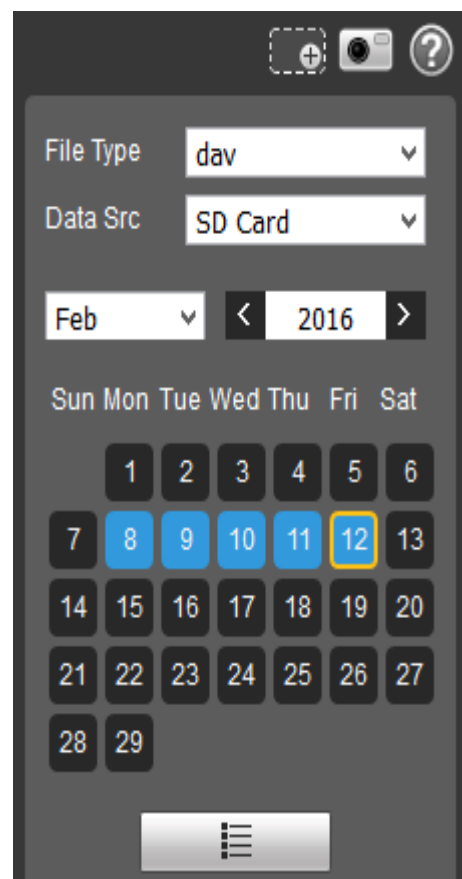 ?
File Type dav
Data Src SD Card
Feb < 2016 >
Sun Mon Tue Wed Thu Fri Sat
1 2 3 4 5 6
7 8 9 10 11 12 13
14 15 16 17 18 19 20
21 22 23 24 25 26 27
28 29